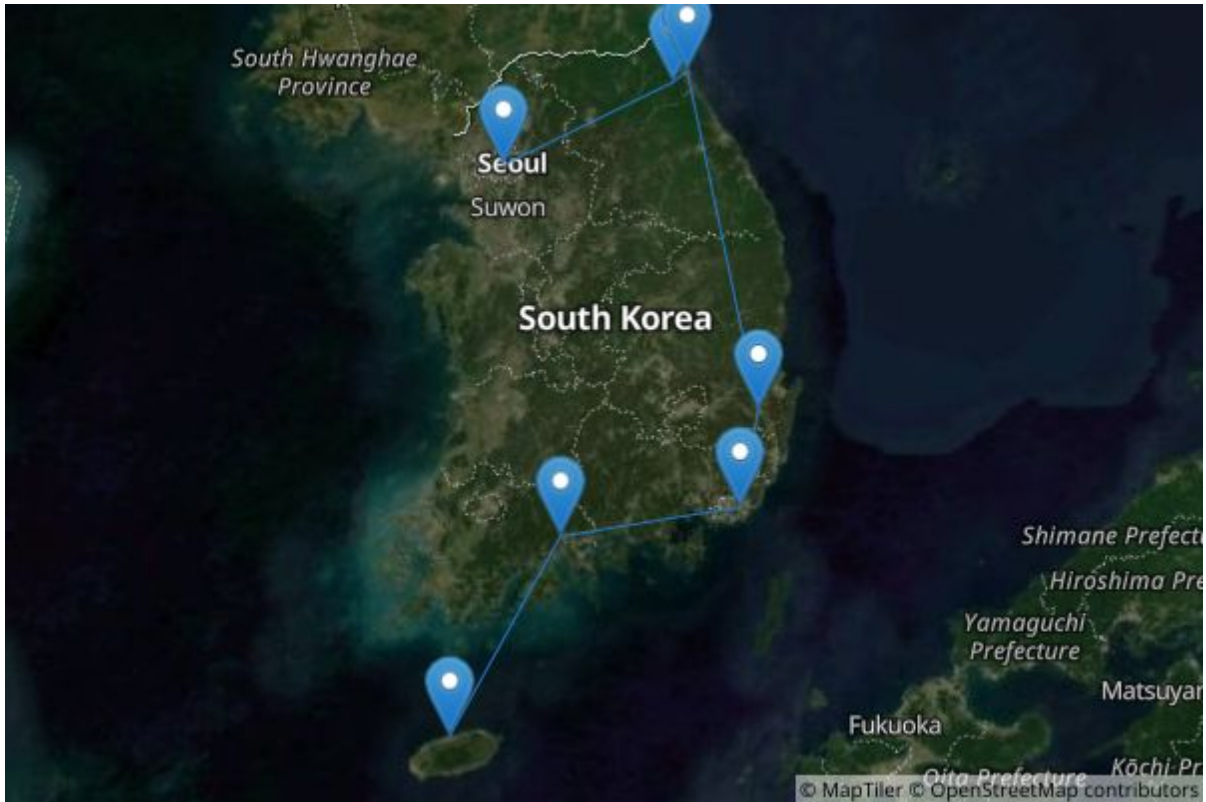 South Hwanghae
Province
Seoul
Suwon
South Korea
Shimane Prefectu
Hiroshima Pre
Yamaguchi
Prefecture
Matsuyar
Fukuoka
Oita Prefecture
Kōchi Pr
© MapTiler © OpenStreetMap contributors